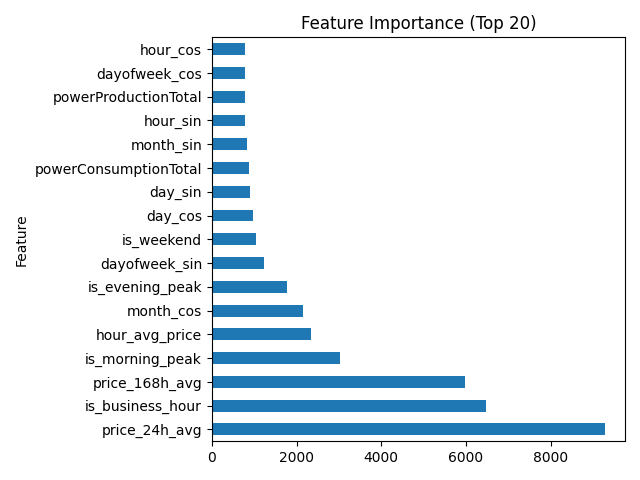 Feature Importance (Top 20)
Feature
hour_cos
dayofweek_cos
powerProductionTotal
hour_sin
month_sin
powerConsumptionTotal
day_sin
day_cos
is_weekend
dayofweek_sin
is_evening_peak
month_cos
hour_avg_price
is_morning_peak
price_168h_avg
is_business_hour
price_24h_avg
0 2000 4000 6000 8000